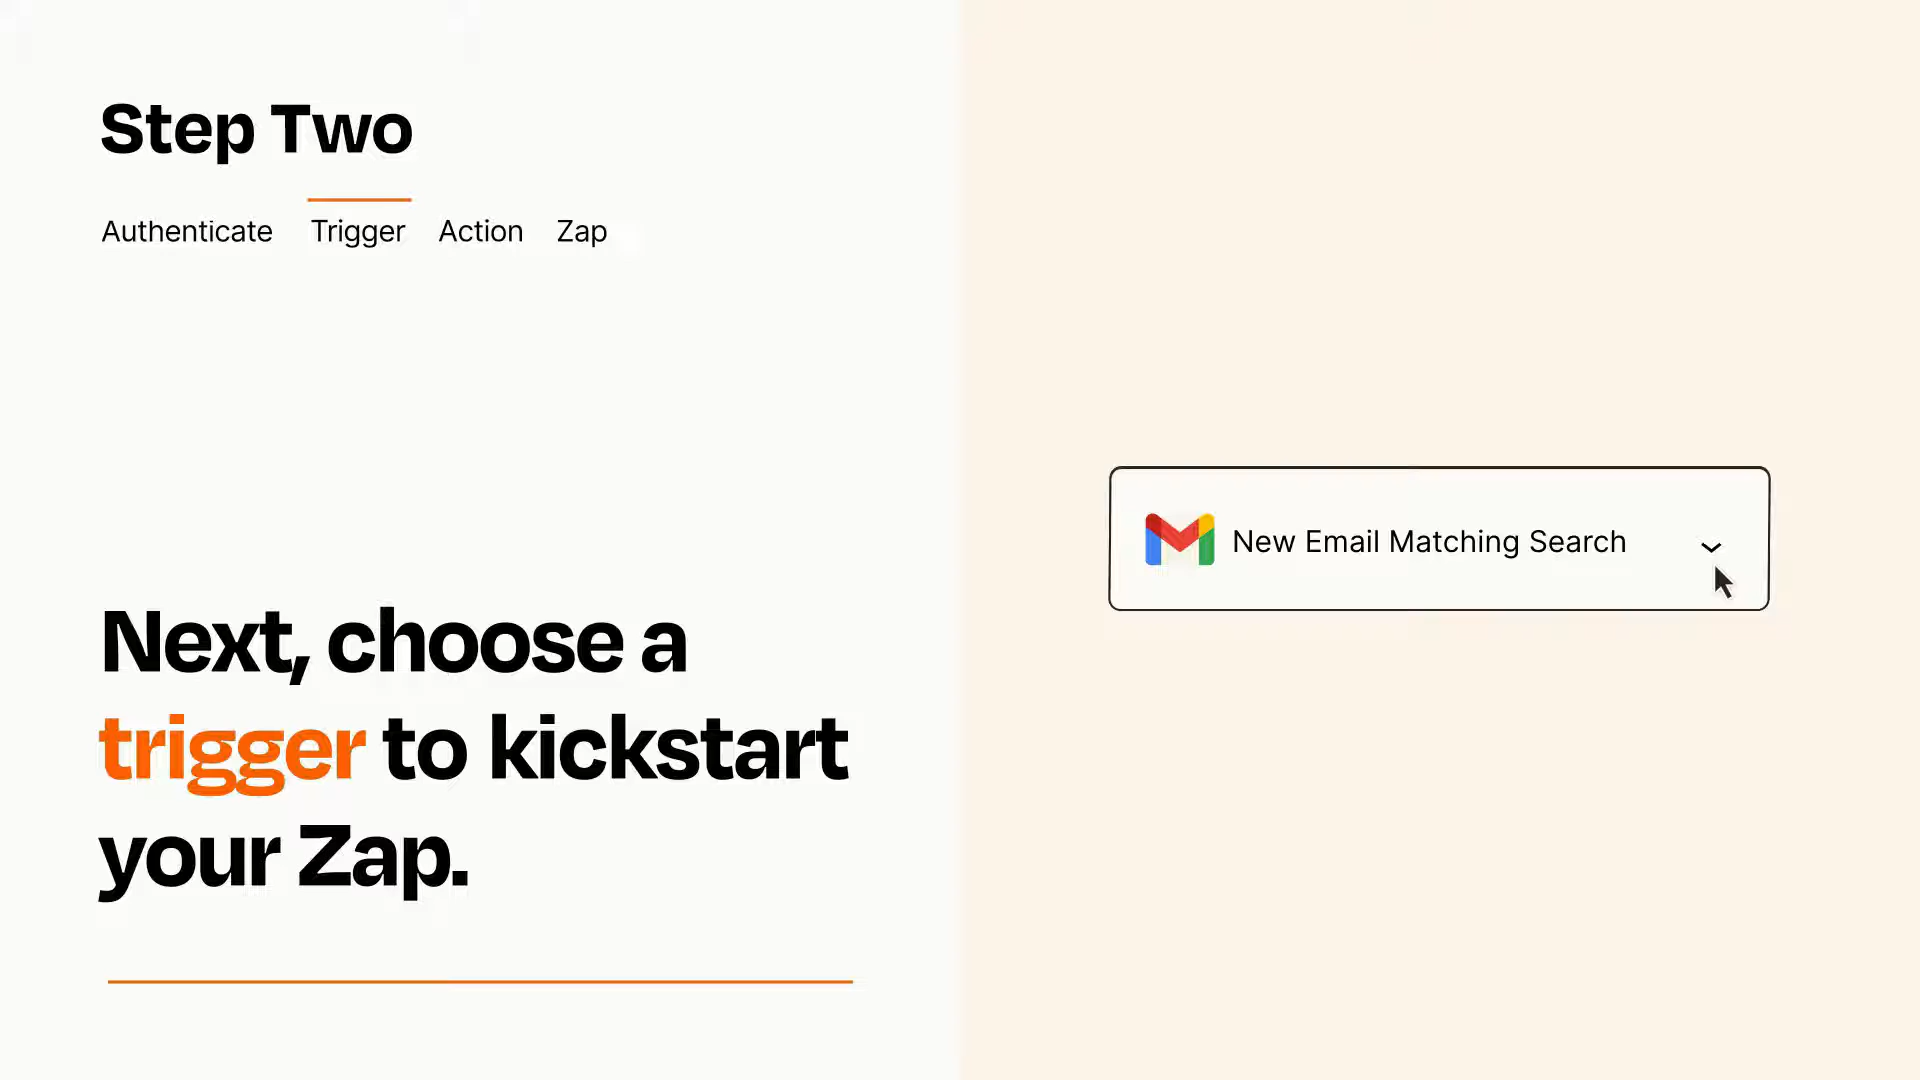 Step Two
Authenticate Trigger Action Zap
Next, choose a
trigger to kickstart
your Zap.
New Email Matching Search